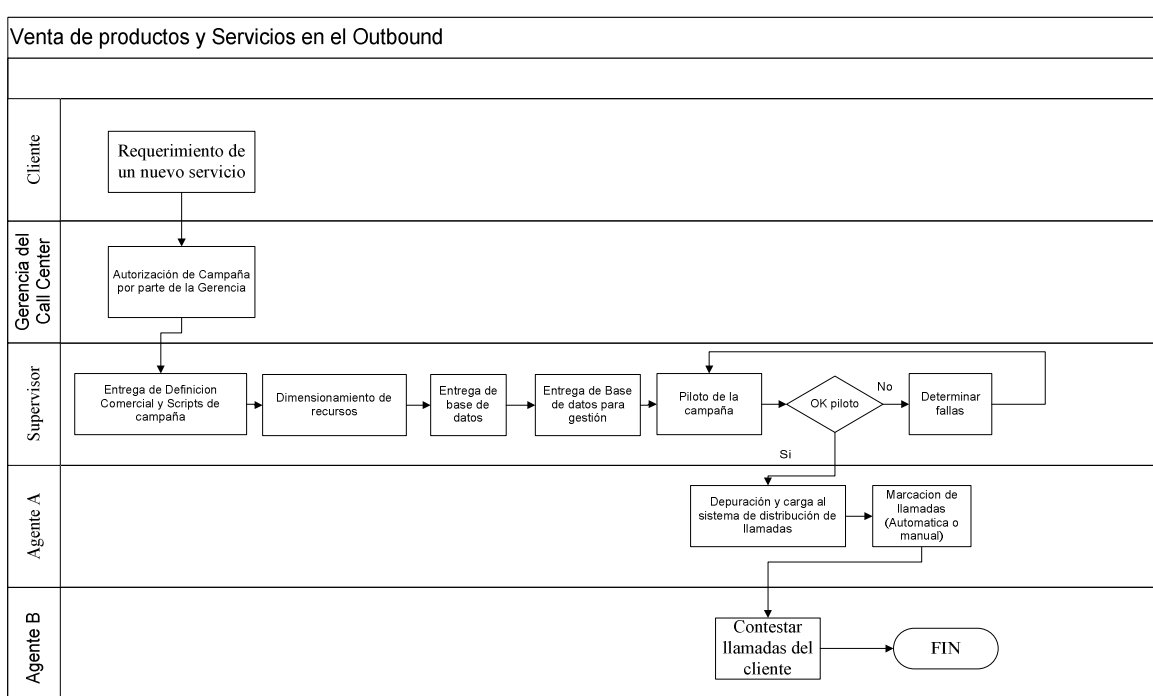 Venta de productos y Servicios en el Outbound
Cliente
Requerimiento de
un nuevo servicio
Gerencia del
Call Center
Autorización de Campaña
por parte de la Gerencia
Supervisor
Entrega de Definicion
Comercial y Scripts de
campaña
Dimensionamiento de
recursos
Entrega de
base de
datos
Entrega de Base
de datos para
gestión
Piloto de la
campaña
OK piloto
No
Determinar
fallas
Si
Agente A
Depuración y carga al
sistema de distribución de
llamadas
Marcacion de
llamadas
(Automatica o
manual)
Agente B
Contestar
llamadas del
cliente
FIN